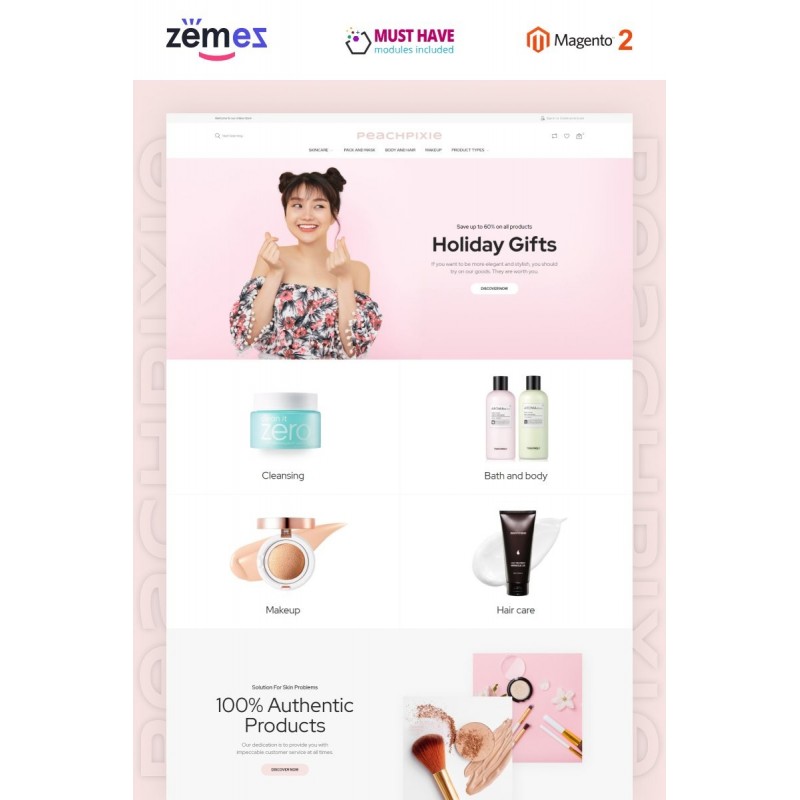 zemez
MUST HAVE
modules included
Magento 2
PEACHPIXIE
SKINCARE
PACK AND MASK
BODY AND HAIR
MAKEUP
PRODUCT TYPES
Save up to 60% on all products
Holiday Gifts
If you want to be more elegant and stylish, you should
try on our goods. They are worth you.
DISCOVER NOW
zero
Cleansing
Bath and body
Makeup
Hair care
Solution For Skin Problems
100% Authentic
Products
Our dedication is to provide you with
impeccable customer service at all times.
DISCOVER NOW
PEACHPIXIE
PEACHPIXIE